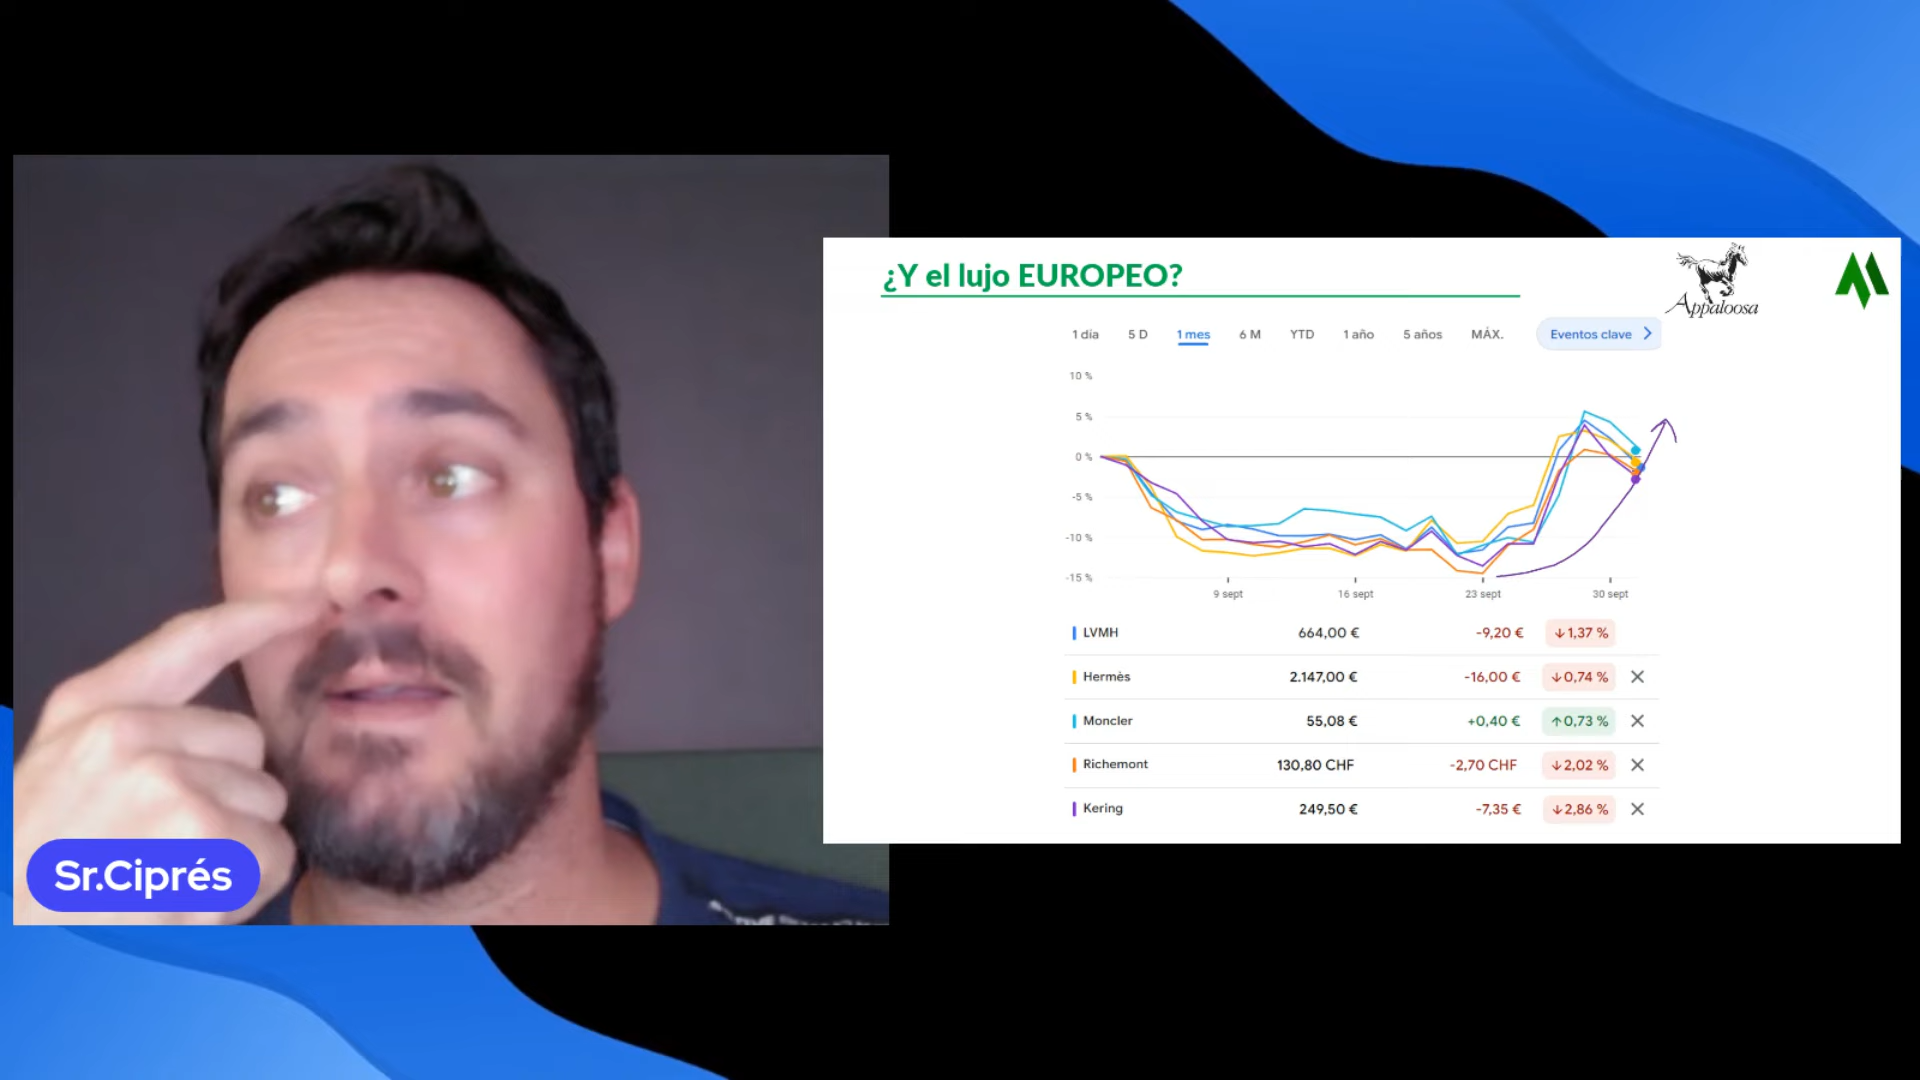 ¿Y el lujo EUROPEO?
Appaloosa
1 día 5 D 1 mes 6 M YTD 1 año 5 años MÁX. Eventos clave
10 %
5 %
0 %
-5 %
-10 %
-15 %
9 sept 16 sept 23 sept 30 sept
LVMH 664,00 € -9,20 € ↓1,37 %
Hermès 2.147,00 € -16,00 € ↓0,74 %
Moncler 55,08 € +0,40 € ↑0,73 %
Richemont 130,80 CHF -2,70 CHF ↓2,02 %
Kering 249,50 € -7,35 € ↓2,86 %
Sr.Ciprés